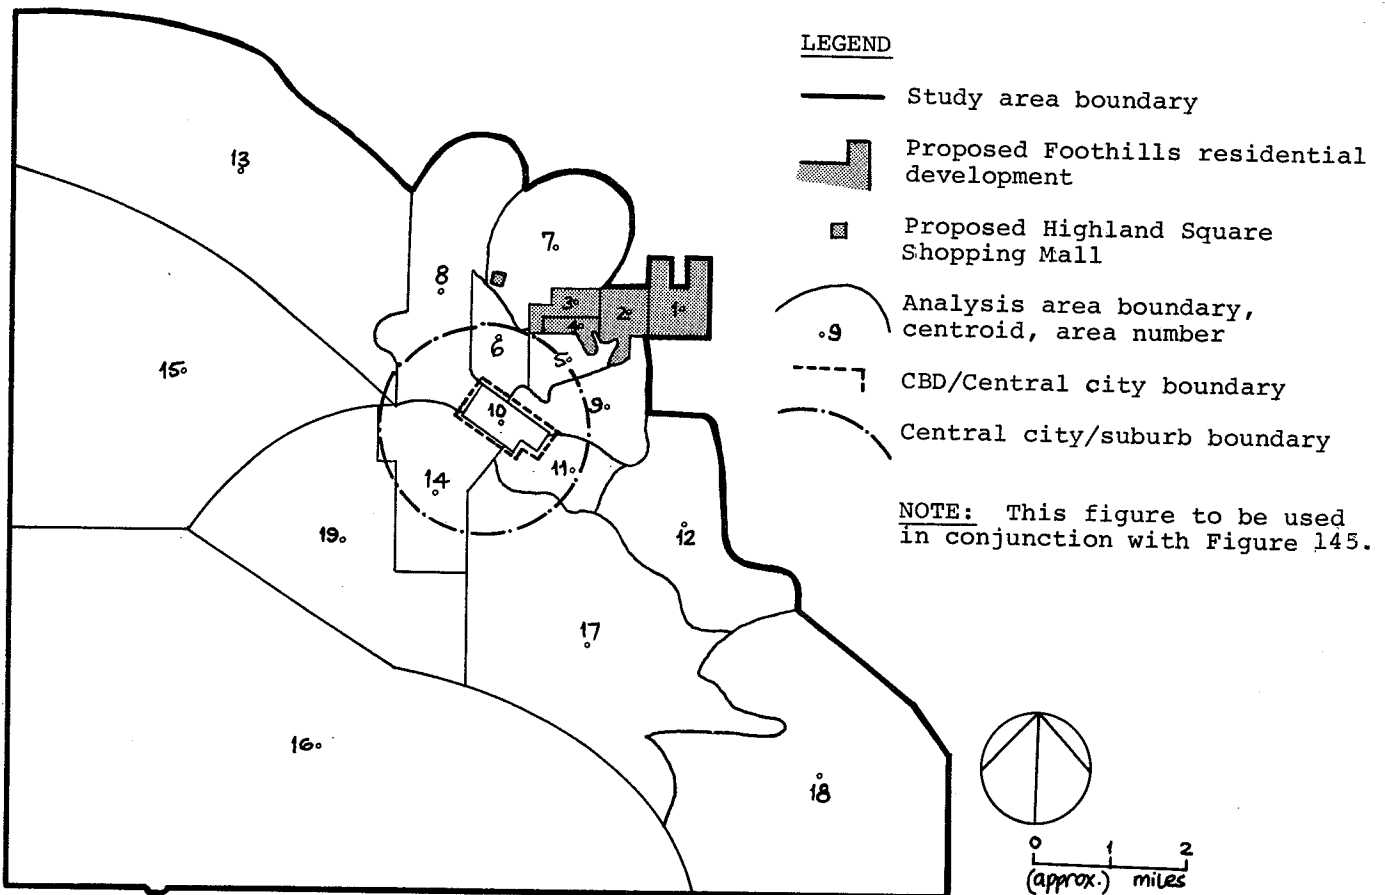 LEGEND
Study area boundary
Proposed Foothills residential
development
Proposed Highland Square
Shopping Mall
Analysis area boundary,
centroid, area number
9
CBD/Central city boundary
Central city/suburb boundary
NOTE: This figure to be used
in conjunction with Figure 145.
13
7
8
3
2
1
4
6
5
15
9
10
11
14
12
19
17
16
18
0 1 2
(approx.) miles